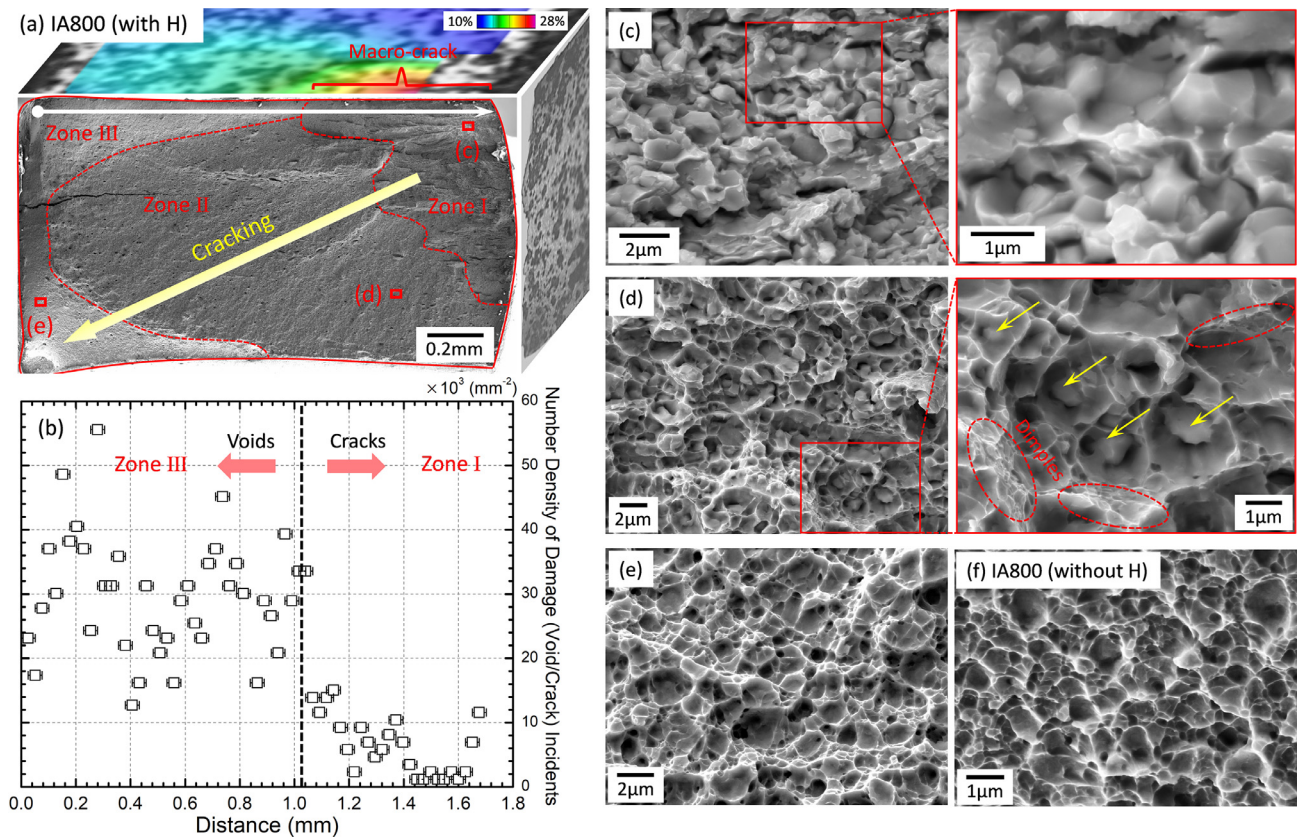 (a) IA800 (with H)
10%
28%
Macro-crack
Zone III
(c)
Zone II
Zone I
Cracking
(d)
(e)
0.2mm
× 10³ (mm⁻²)
(b)
Voids
Cracks
Zone III
Zone I
60
50
40
30
20
10
0
Number Density of Damage (Void/Crack) Incidents
0.0 0.2 0.4 0.6 0.8 1.0 1.2 1.4 1.6 1.8
Distance (mm)
(c)
2μm
1μm
(d)
2μm
Dimples
1μm
(e)
2μm
(f) IA800 (without H)
1μm